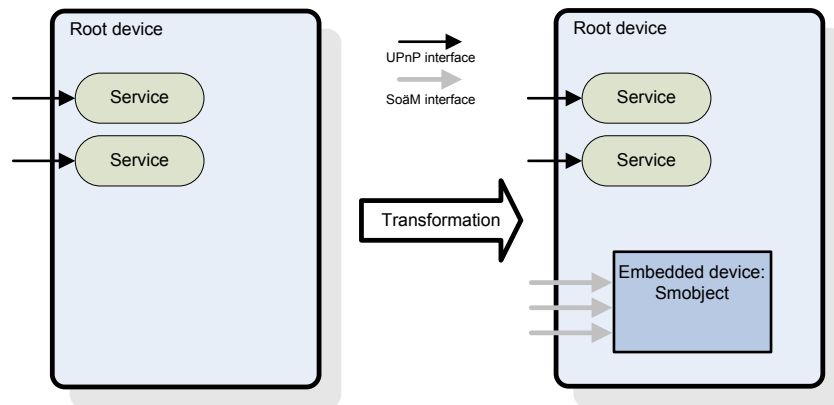 Root device
Service
Service
UPnP interface
SoäM interface
Transformation
Root device
Service
Service
Embedded device:
Smobject